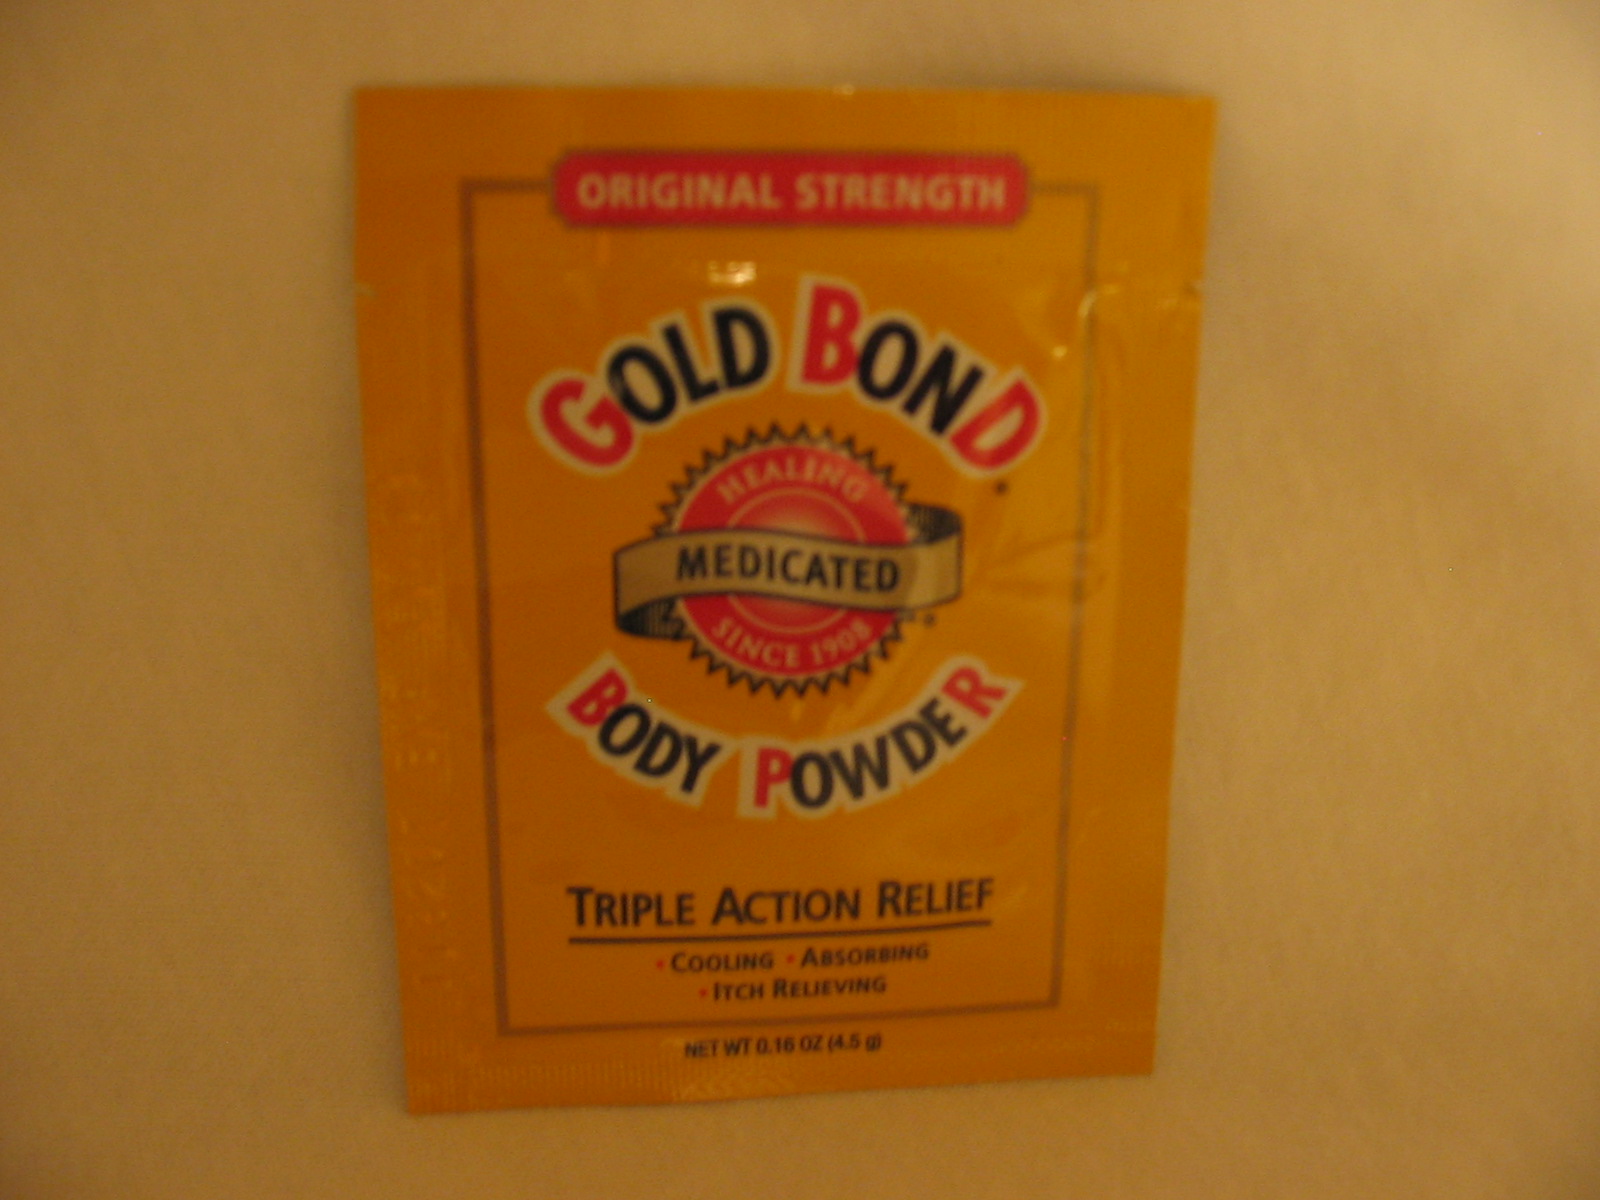 ORIGINAL STRENGTH
GOLD BOND
HEALING
MEDICATED
SINCE 1908
BODY POWDER
TRIPLE ACTION RELIEF
• COOLING • ABSORBING
• ITCH RELIEVING
NET WT 0.16 OZ (4.5 g)